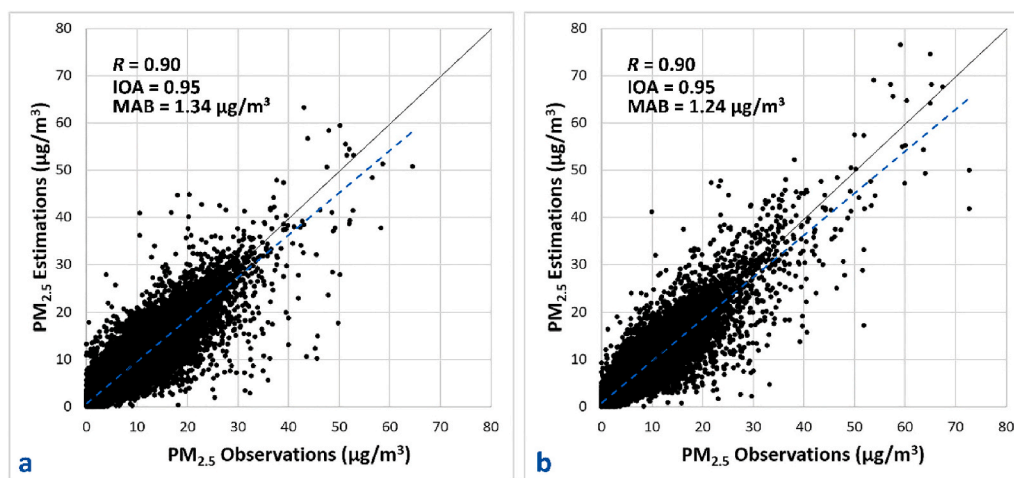 80
70
60
50
40
30
20
10
0
PM2.5 Estimations (µg/m³)
R = 0.90
IOA = 0.95
MAB = 1.34 µg/m³
0 10 20 30 40 50 60 70 80
PM2.5 Observations (µg/m³)
a
80
70
60
50
40
30
20
10
0
PM2.5 Estimations (µg/m³)
R = 0.90
IOA = 0.95
MAB = 1.24 µg/m³
0 10 20 30 40 50 60 70 80
PM2.5 Observations (µg/m³)
b